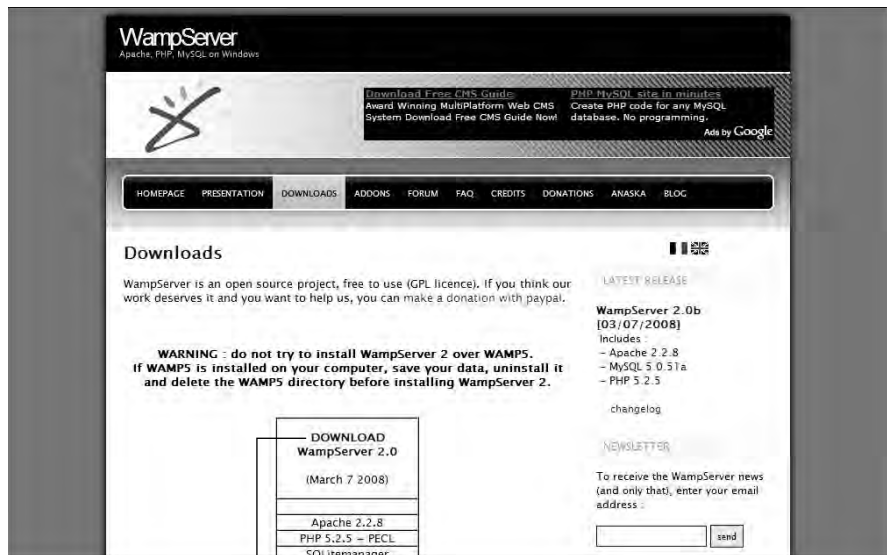 WampServer
Apache, PHP, MySQL on Windows
Download Free CMS Guide
Award Winning MultiPlatform Web CMS
System Download Free CMS Guide Now!
PHP MySQL site in minutes
Create PHP code for any MySQL
database. No programming.
Ads by Google
HOMEPAGE PRESENTATION DOWNLOADS ADDONS FORUM FAQ CREDITS DONATIONS ANASKA BLOG
Downloads
WampServer is an open source project, free to use (GPL licence). If you think our
work deserves it and you want to help us, you can make a donation with paypal.
WARNING : do not try to install WampServer 2 over WAMP5.
If WAMP5 is installed on your computer, save your data, uninstall it
and delete the WAMP5 directory before installing WampServer 2.
DOWNLOAD
WampServer 2.0
(March 7 2008)
Apache 2.2.8
PHP 5.2.5 – PECL
SQLitemanager
LATEST RELEASE
WampServer 2.0b
[03/07/2008]
Includes :
– Apache 2.2.8
– MySQL 5.0.51a
– PHP 5.2.5
changelog
NEWSLETTER
To receive the WampServer news
(and only that), enter your email
address :
send